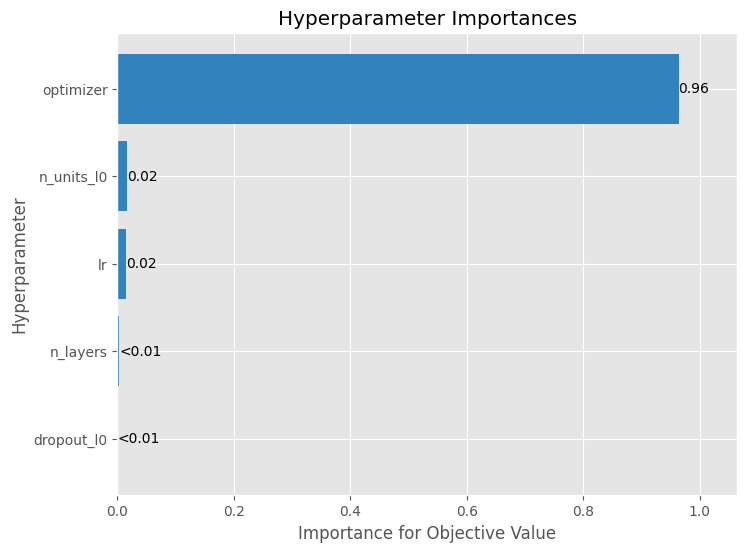 Hyperparameter Importances
Hyperparameter
optimizer 0.96
n_units_l0 0.02
lr 0.02
n_layers <0.01
dropout_l0 <0.01
0.0 0.2 0.4 0.6 0.8 1.0
Importance for Objective Value